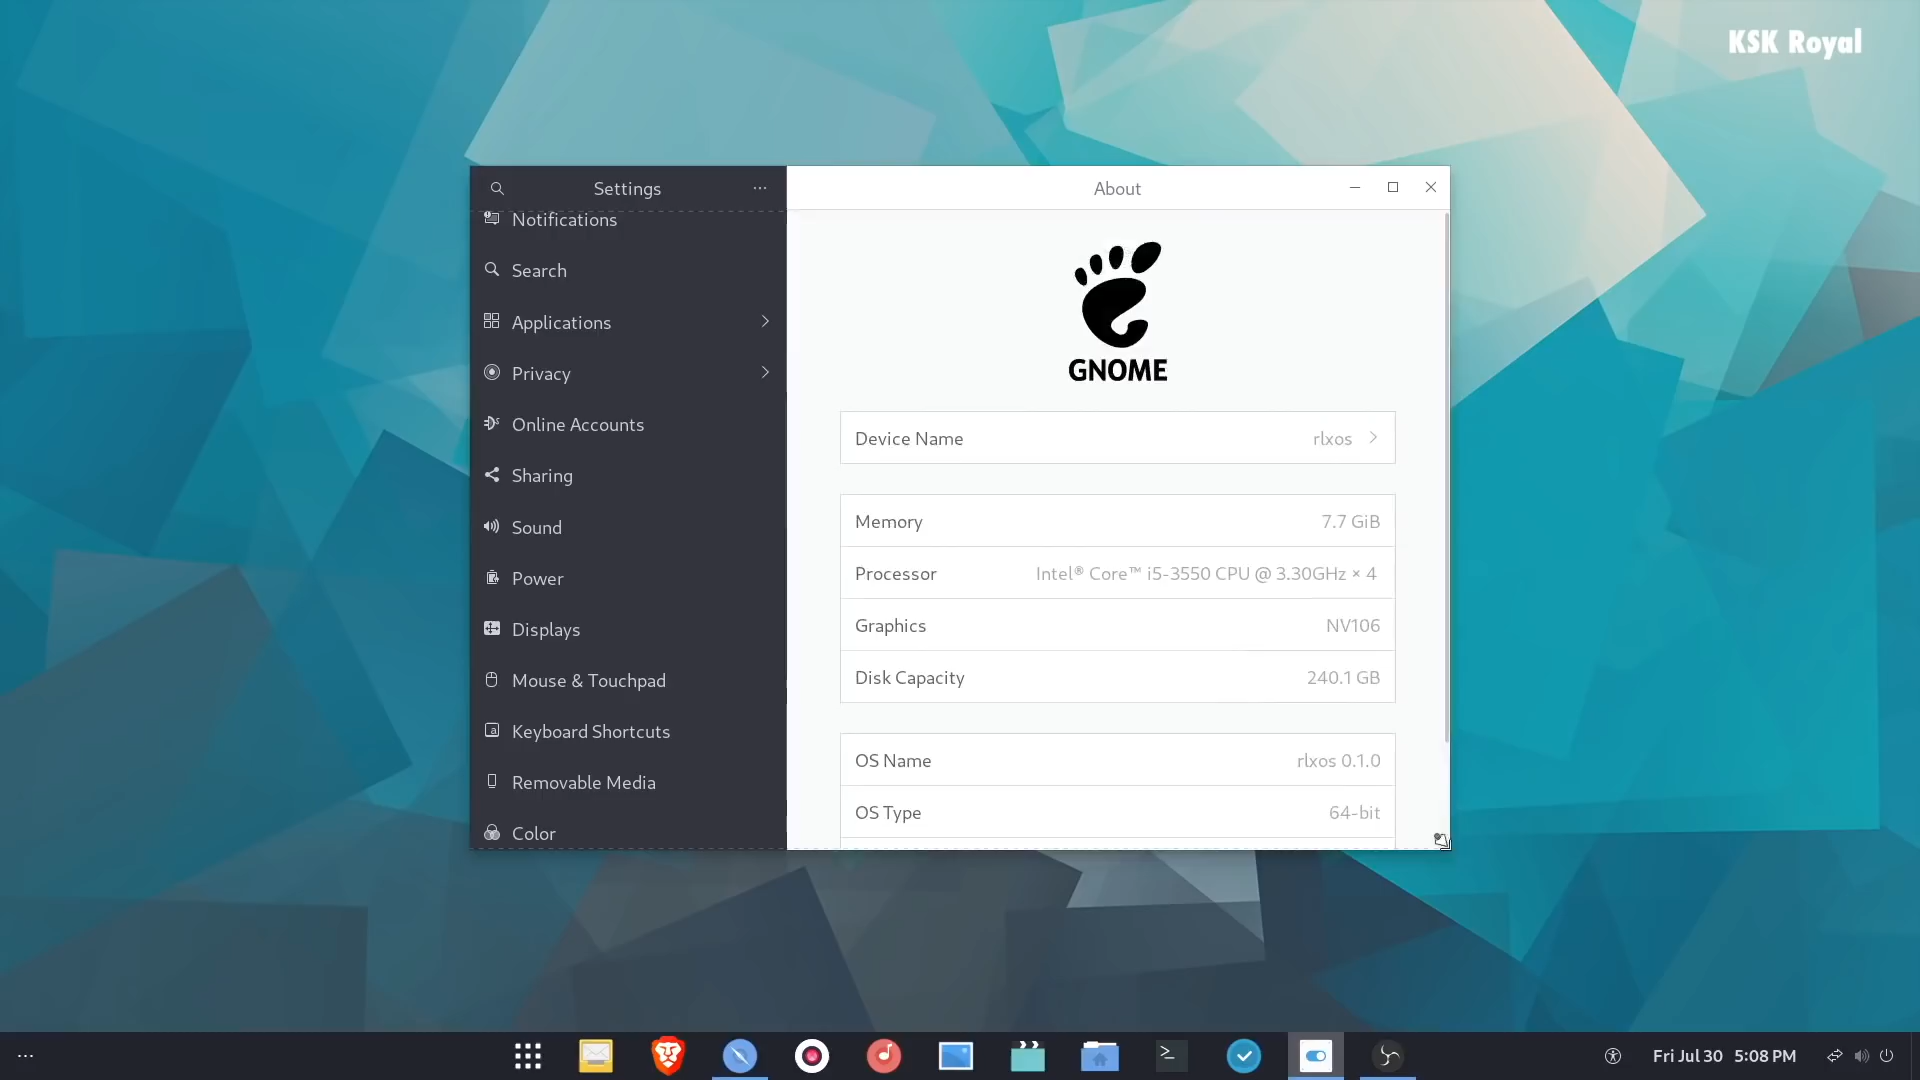 KSK Royal
Settings
About
Notifications
Search
Applications
Privacy
Online Accounts
Sharing
Sound
Power
Displays
Mouse & Touchpad
Keyboard Shortcuts
Removable Media
Color
GNOME
Device Name rlxos
Memory 7.7 GiB
Processor Intel® Core™ i5-3550 CPU @ 3.30GHz × 4
Graphics NV106
Disk Capacity 240.1 GB
OS Name rlxos 0.1.0
OS Type 64-bit
Fri Jul 30 5:08 PM